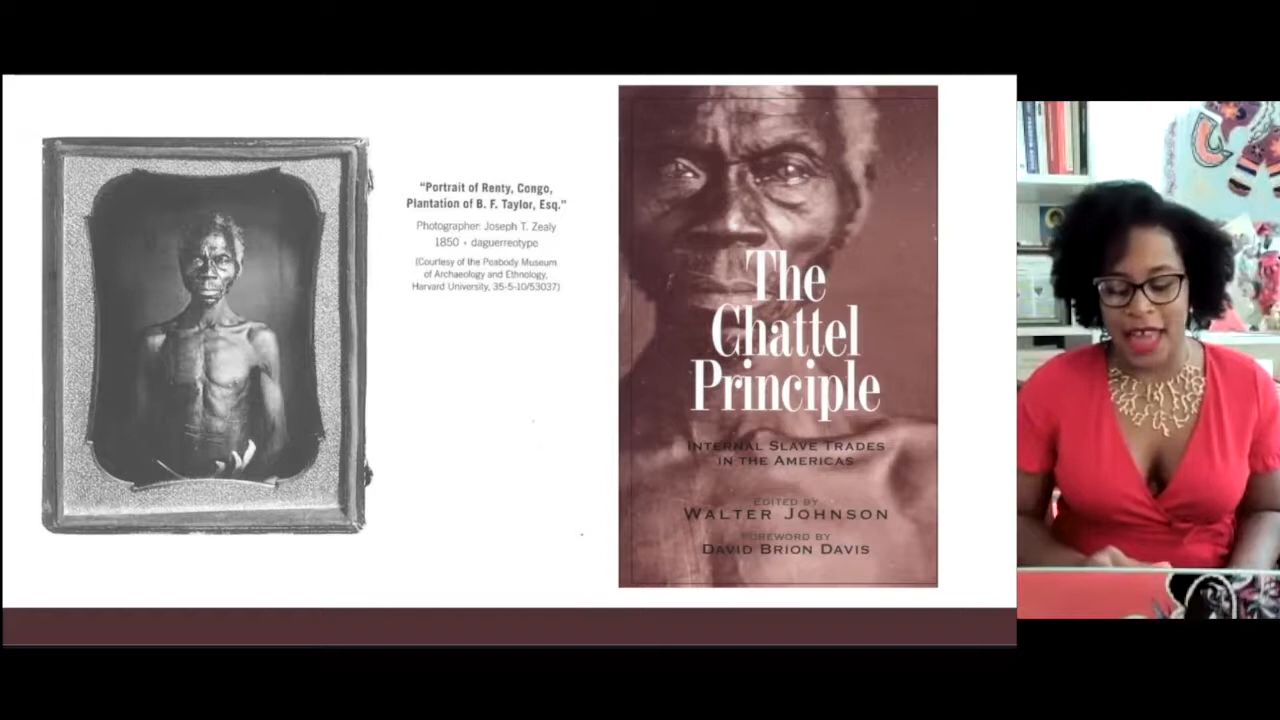 “Portrait of Renty, Congo,
Plantation of B. F. Taylor, Esq.”
Photographer: Joseph T. Zealy
1850 • daguerreotype
(Courtesy of the Peabody Museum
of Archaeology and Ethnology,
Harvard University, 35-5-10/53037)
The
Chattel
Principle
Internal Slave Trades
in the Americas
Edited by
Walter Johnson
Foreword by
David Brion Davis